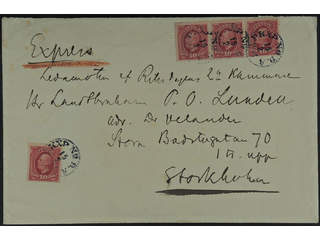 Express
Ledamoten af Riksdagens 2a Kammare
Hr Landtbrukaren P. O. Lundell
adr. Dr Velander
Stora Badstugatan 70
1 tr. upp
Stockholm
10